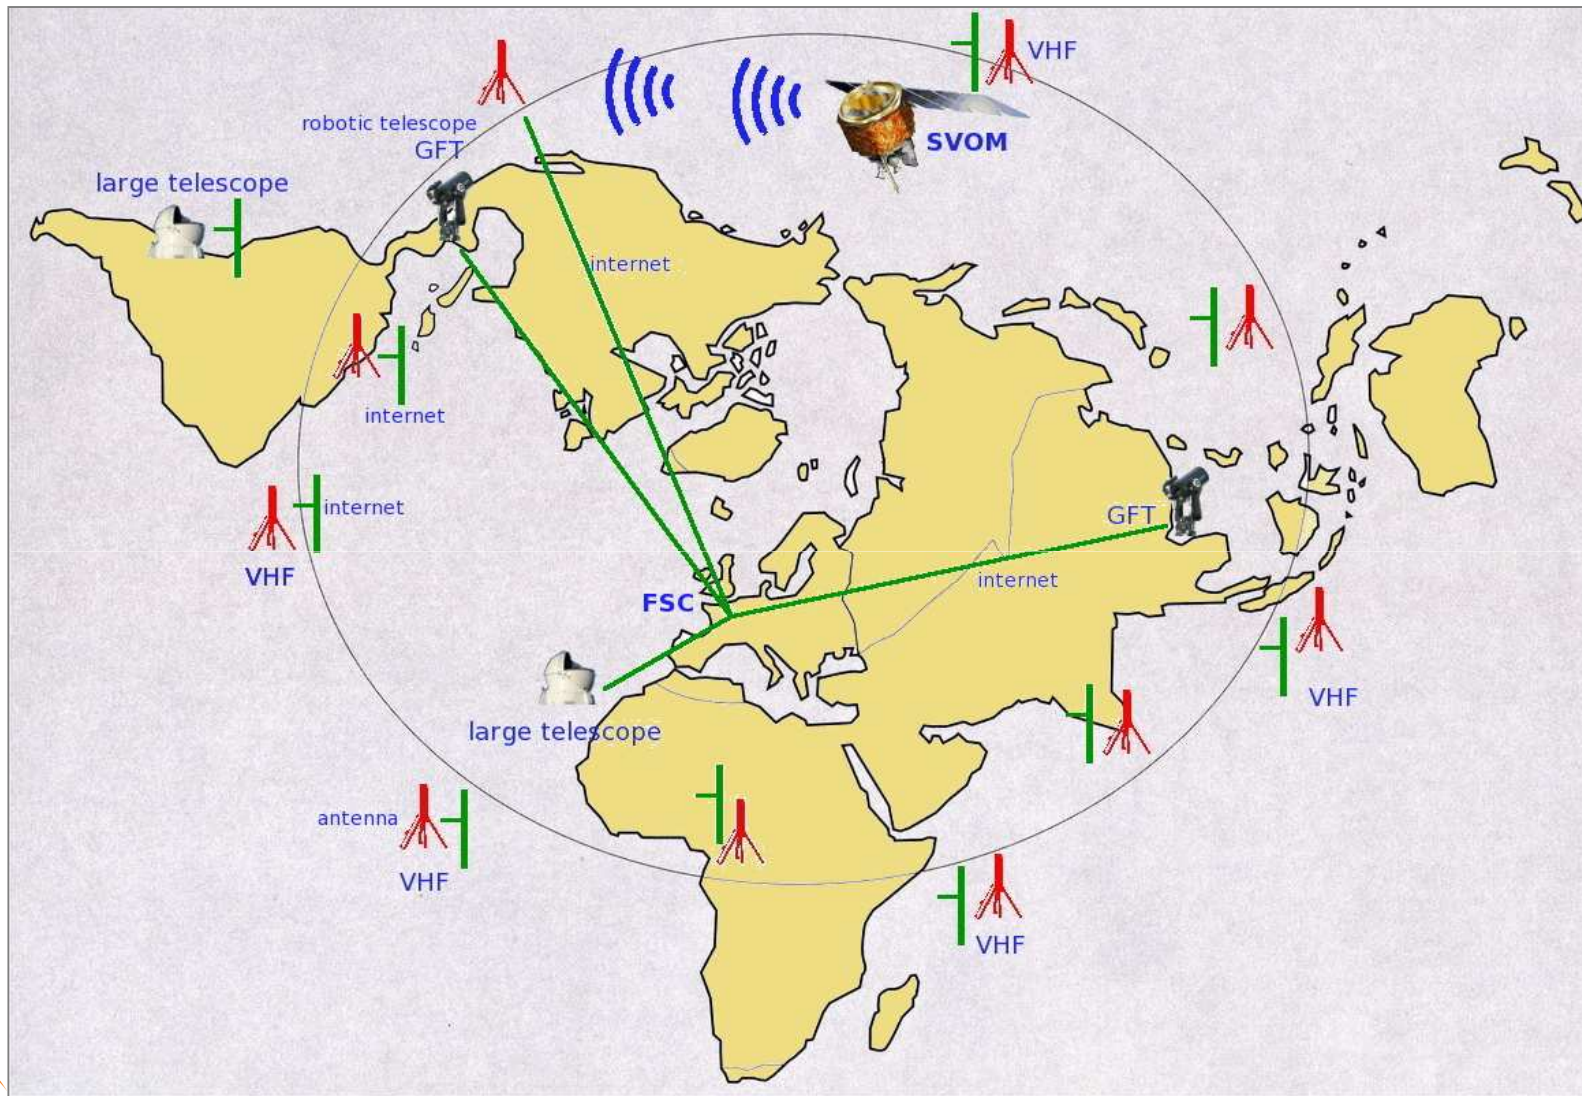 VHF
robotic telescope
GFT
SVOM
large telescope
internet
internet
internet
VHF
GFT
internet
FSC
large telescope
VHF
antenna
VHF
VHF